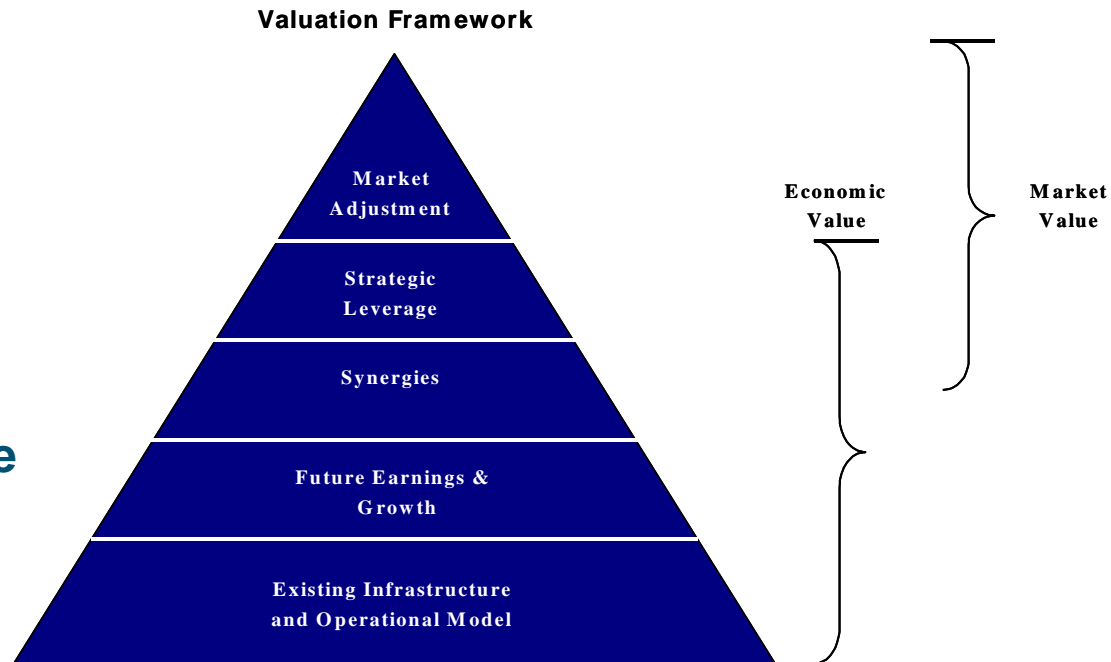 Valuation Framework
Market
Adjustment
Economic
Value
Market
Value
Strategic
Leverage
Synergies
e
Future Earnings &
Growth
Existing Infrastructure
and Operational Model